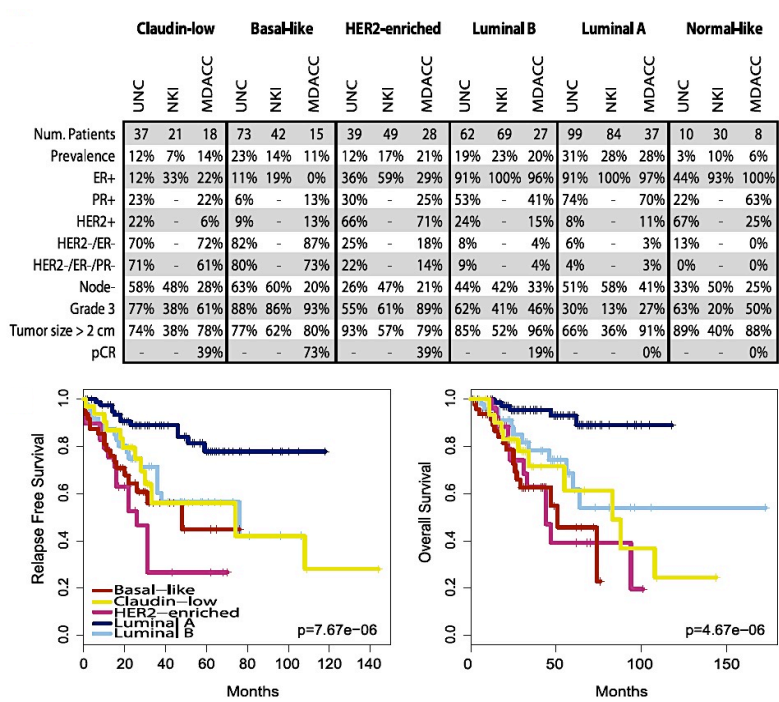 Claudin-low Basal-like HER2-enriched Luminal B Luminal A Normal-like
UNC NKI MDACC UNC NKI MDACC UNC NKI MDACC UNC NKI MDACC UNC NKI MDACC UNC NKI MDACC
Num. Patients 37 21 18 73 42 15 39 49 28 62 69 27 99 84 37 10 30 8
Prevalence 12% 7% 14% 23% 14% 11% 12% 17% 21% 19% 23% 20% 31% 28% 28% 3% 10% 6%
ER+ 12% 33% 22% 11% 19% 0% 36% 59% 29% 91% 100% 96% 91% 100% 97% 44% 93% 100%
PR+ 23% - 22% 6% - 13% 30% - 25% 53% - 41% 74% - 70% 22% - 63%
HER2+ 22% - 6% 9% - 13% 66% - 71% 24% - 15% 8% - 11% 67% - 25%
HER2-/ER- 70% - 72% 82% - 87% 25% - 18% 8% - 4% 6% - 3% 13% - 0%
HER2-/ER-/PR- 71% - 61% 80% - 73% 22% - 14% 9% - 4% 4% - 3% 0% - 0%
Node- 58% 48% 28% 63% 60% 20% 26% 47% 21% 44% 42% 33% 51% 58% 41% 33% 50% 25%
Grade 3 77% 38% 61% 88% 86% 93% 55% 61% 89% 62% 41% 46% 30% 13% 27% 63% 20% 50%
Tumor size > 2 cm 74% 38% 78% 77% 62% 80% 93% 57% 79% 85% 52% 96% 66% 36% 91% 89% 40% 88%
pCR - - 39% - - 73% - - 39% - - 19% - - 0% - - 0%
Relapse Free Survival
1.0
0.8
0.6
0.4
0.2
0.0
Basal-like
Claudin-low
HER2-enriched
Luminal A
Luminal B
p=7.67e-06
0 20 40 60 80 100 120 140
Months
Overall Survival
1.0
0.8
0.6
0.4
0.2
0.0
p=4.67e-06
0 50 100 150
Months